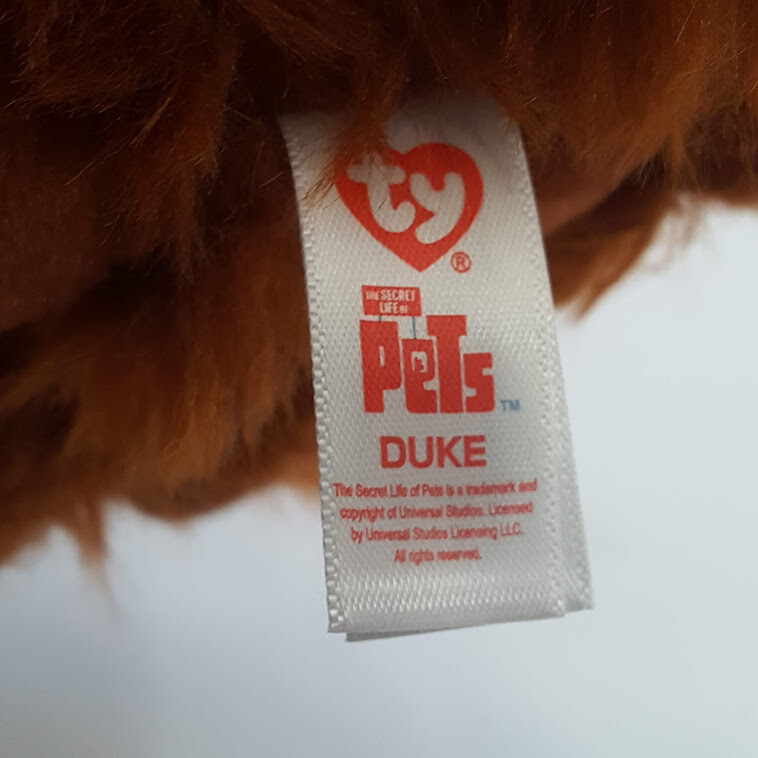 ty
®
THE SECRET
LIFE OF
PeTs TM
DUKE
The Secret Life of Pets is a trademark and
copyright of Universal Studios. Licensed
by Universal Studios Licensing LLC.
All rights reserved.